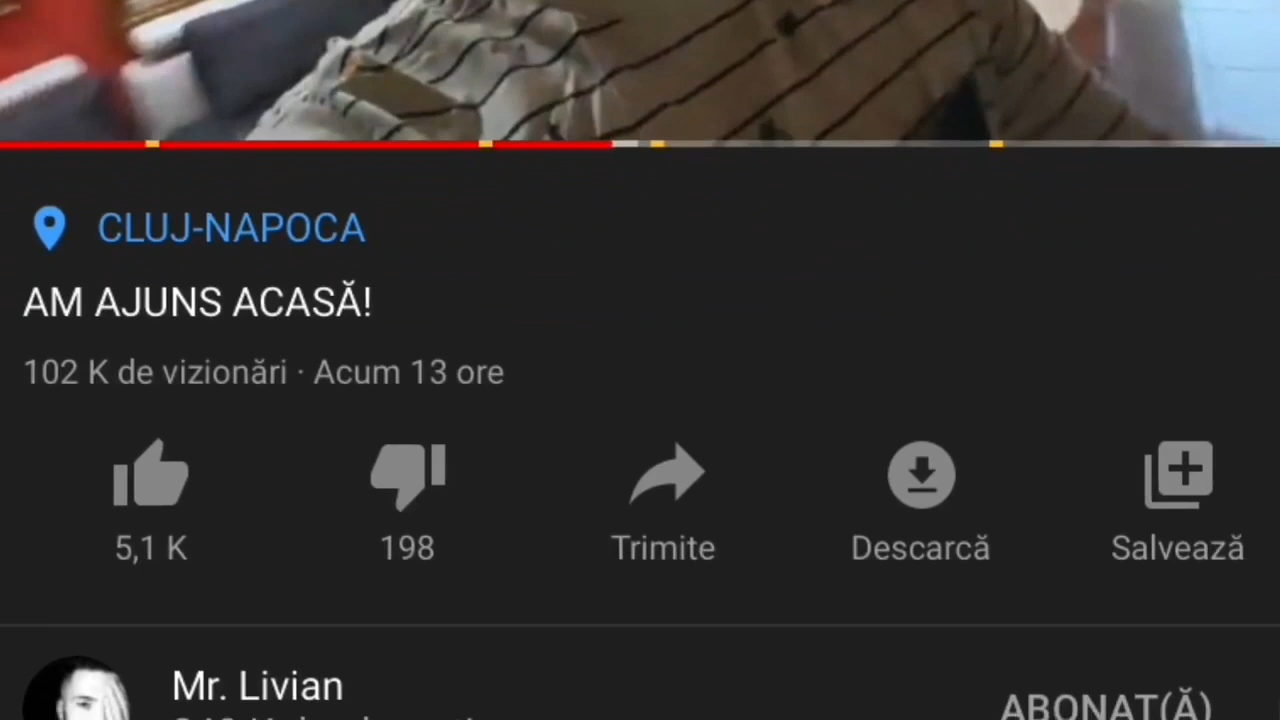 CLUJ-NAPOCA
AM AJUNS ACASĂ!
102 K de vizionări · Acum 13 ore
5,1 K
198
Trimite
Descarcă
Salvează
Mr. Livian
ABONAT(Ă)